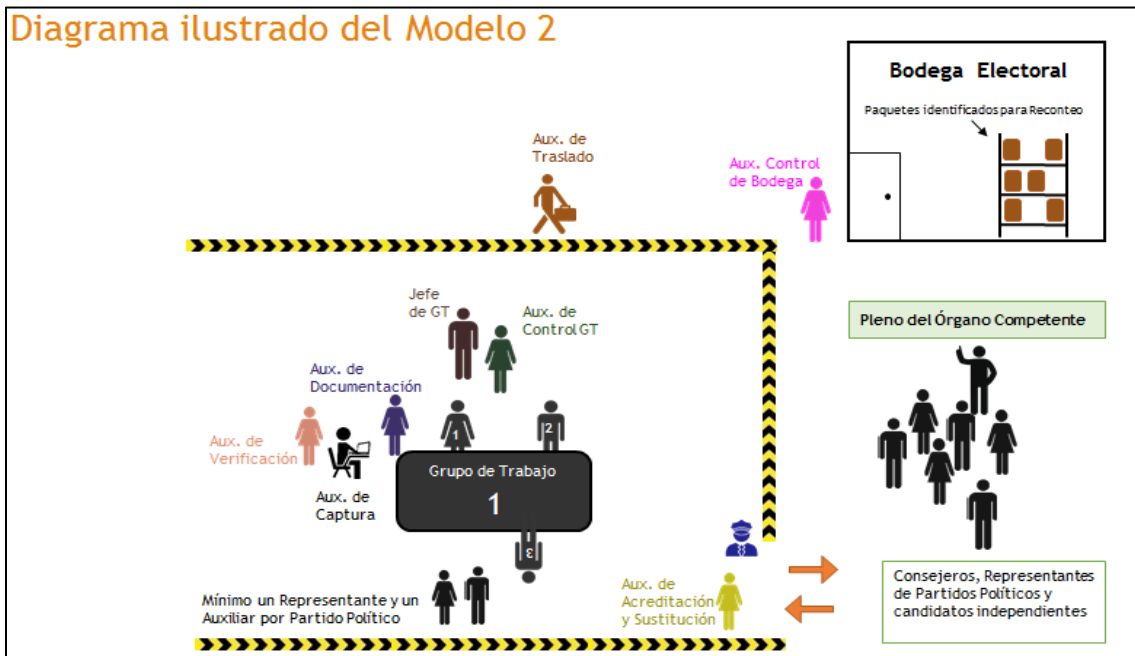 Diagrama ilustrado del Modelo 2
Bodega Electoral
Paquetes identificados para Reconteo
Aux. de
Traslado
Aux. Control
de Bodega
Jefe
de GT
Aux. de
Control GT
Pleno del Órgano Competente
Aux. de
Documentación
Aux. de
Verificación
1
2
Grupo de Trabajo
1
Aux. de
Captura
3
Mínimo un Representante y un
Auxiliar por Partido Político
Aux. de
Acreditación
y Sustitución
Consejeros, Representantes
de Partidos Políticos y
candidatos independientes